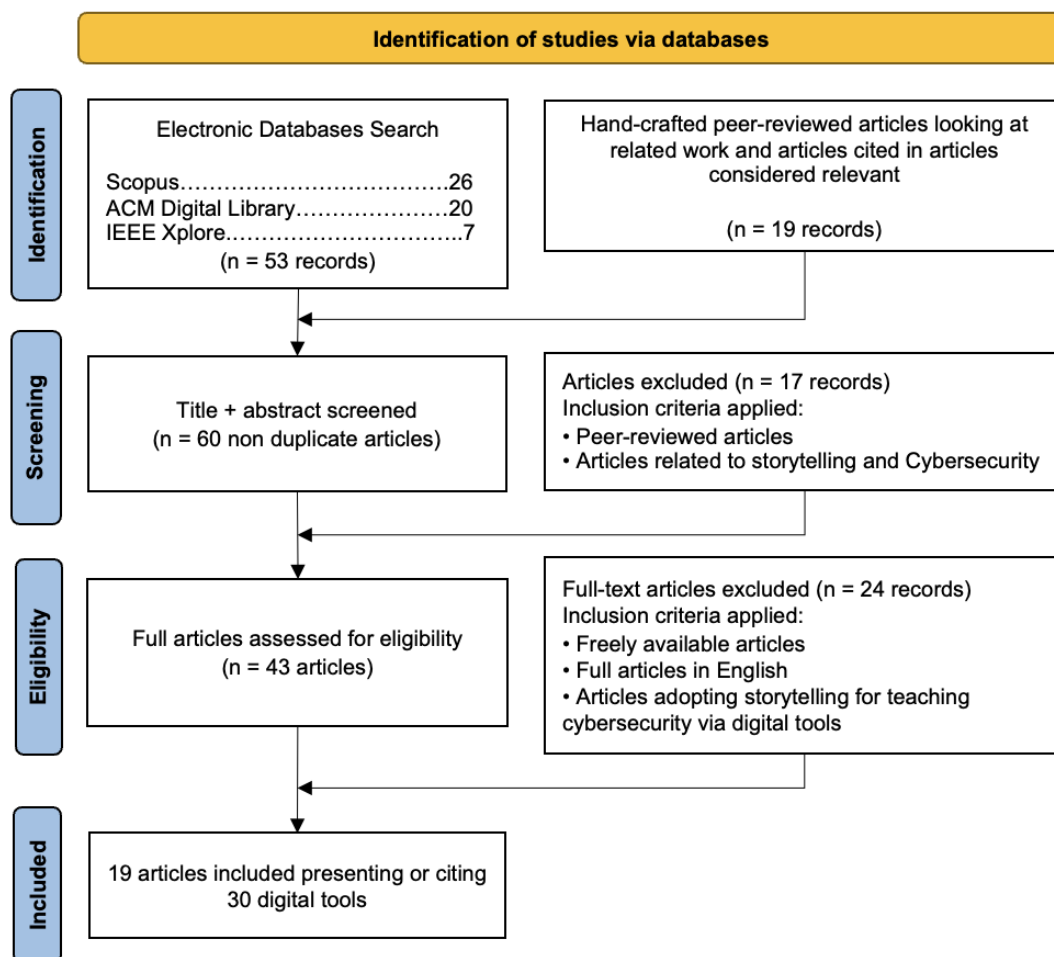 Identification of studies via databases
Identification
Electronic Databases Search
Scopus……………………………….26
ACM Digital Library…………………20
IEEE Xplore.…………………………..7
(n = 53 records)
Hand-crafted peer-reviewed articles looking at
related work and articles cited in articles
considered relevant
(n = 19 records)
Screening
Title + abstract screened
(n = 60 non duplicate articles)
Articles excluded (n = 17 records)
Inclusion criteria applied:
• Peer-reviewed articles
• Articles related to storytelling and Cybersecurity
Eligibility
Full articles assessed for eligibility
(n = 43 articles)
Full-text articles excluded (n = 24 records)
Inclusion criteria applied:
• Freely available articles
• Full articles in English
• Articles adopting storytelling for teaching
cybersecurity via digital tools
Included
19 articles included presenting or citing
30 digital tools